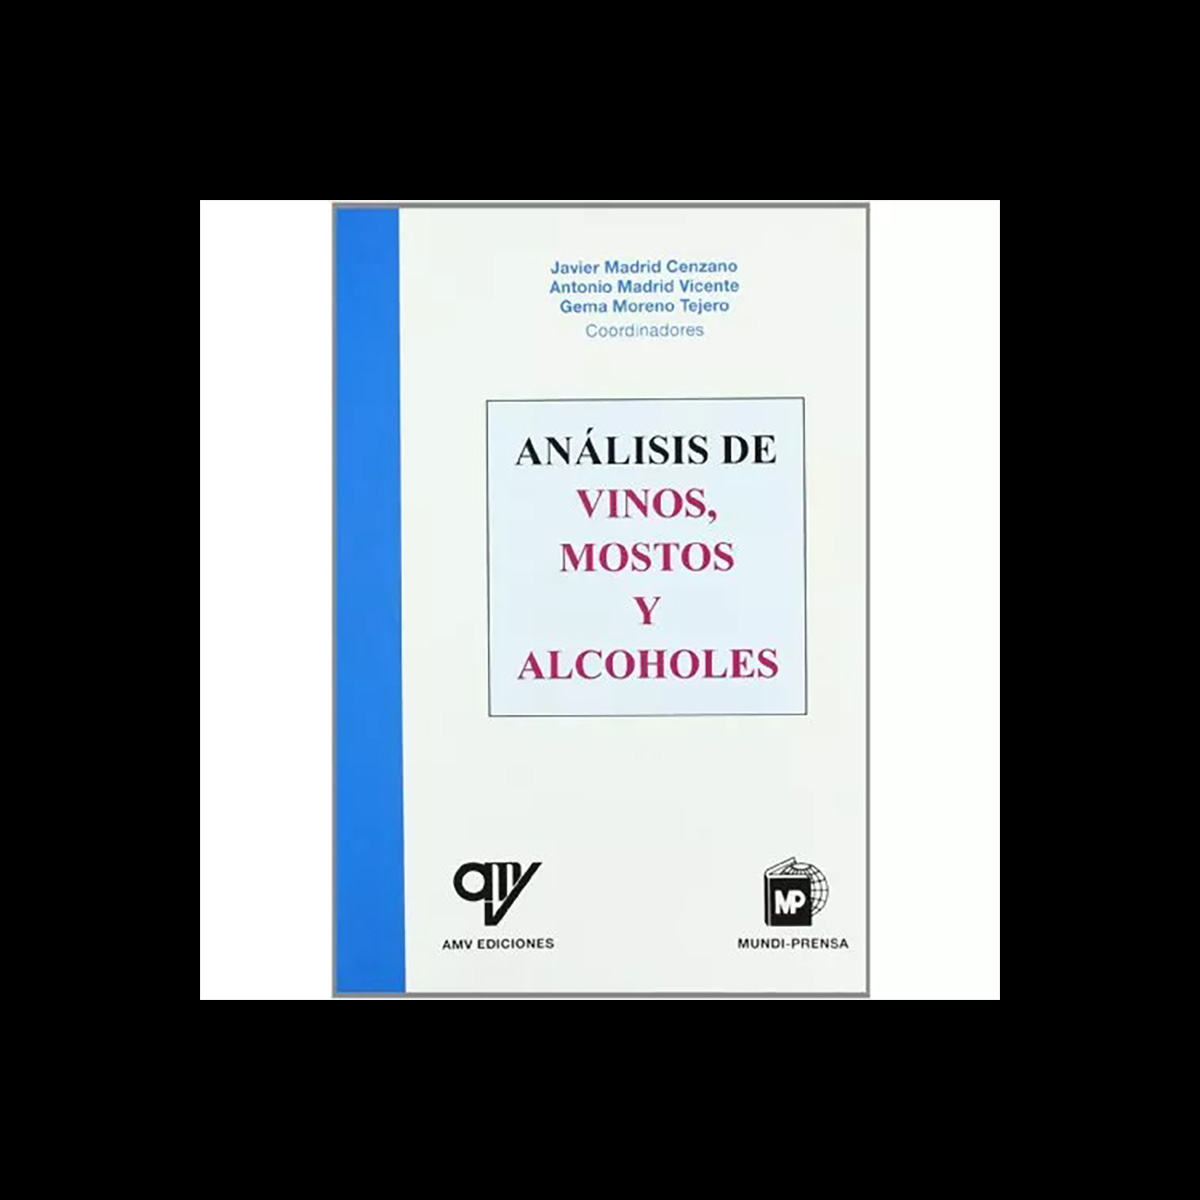 Javier Madrid Cenzano
Antonio Madrid Vicente
Gema Moreno Tejero
Coordinadores
ANÁLISIS DE
VINOS,
MOSTOS
Y
ALCOHOLES
amv
AMV EDICIONES
MP
MUNDI-PRENSA